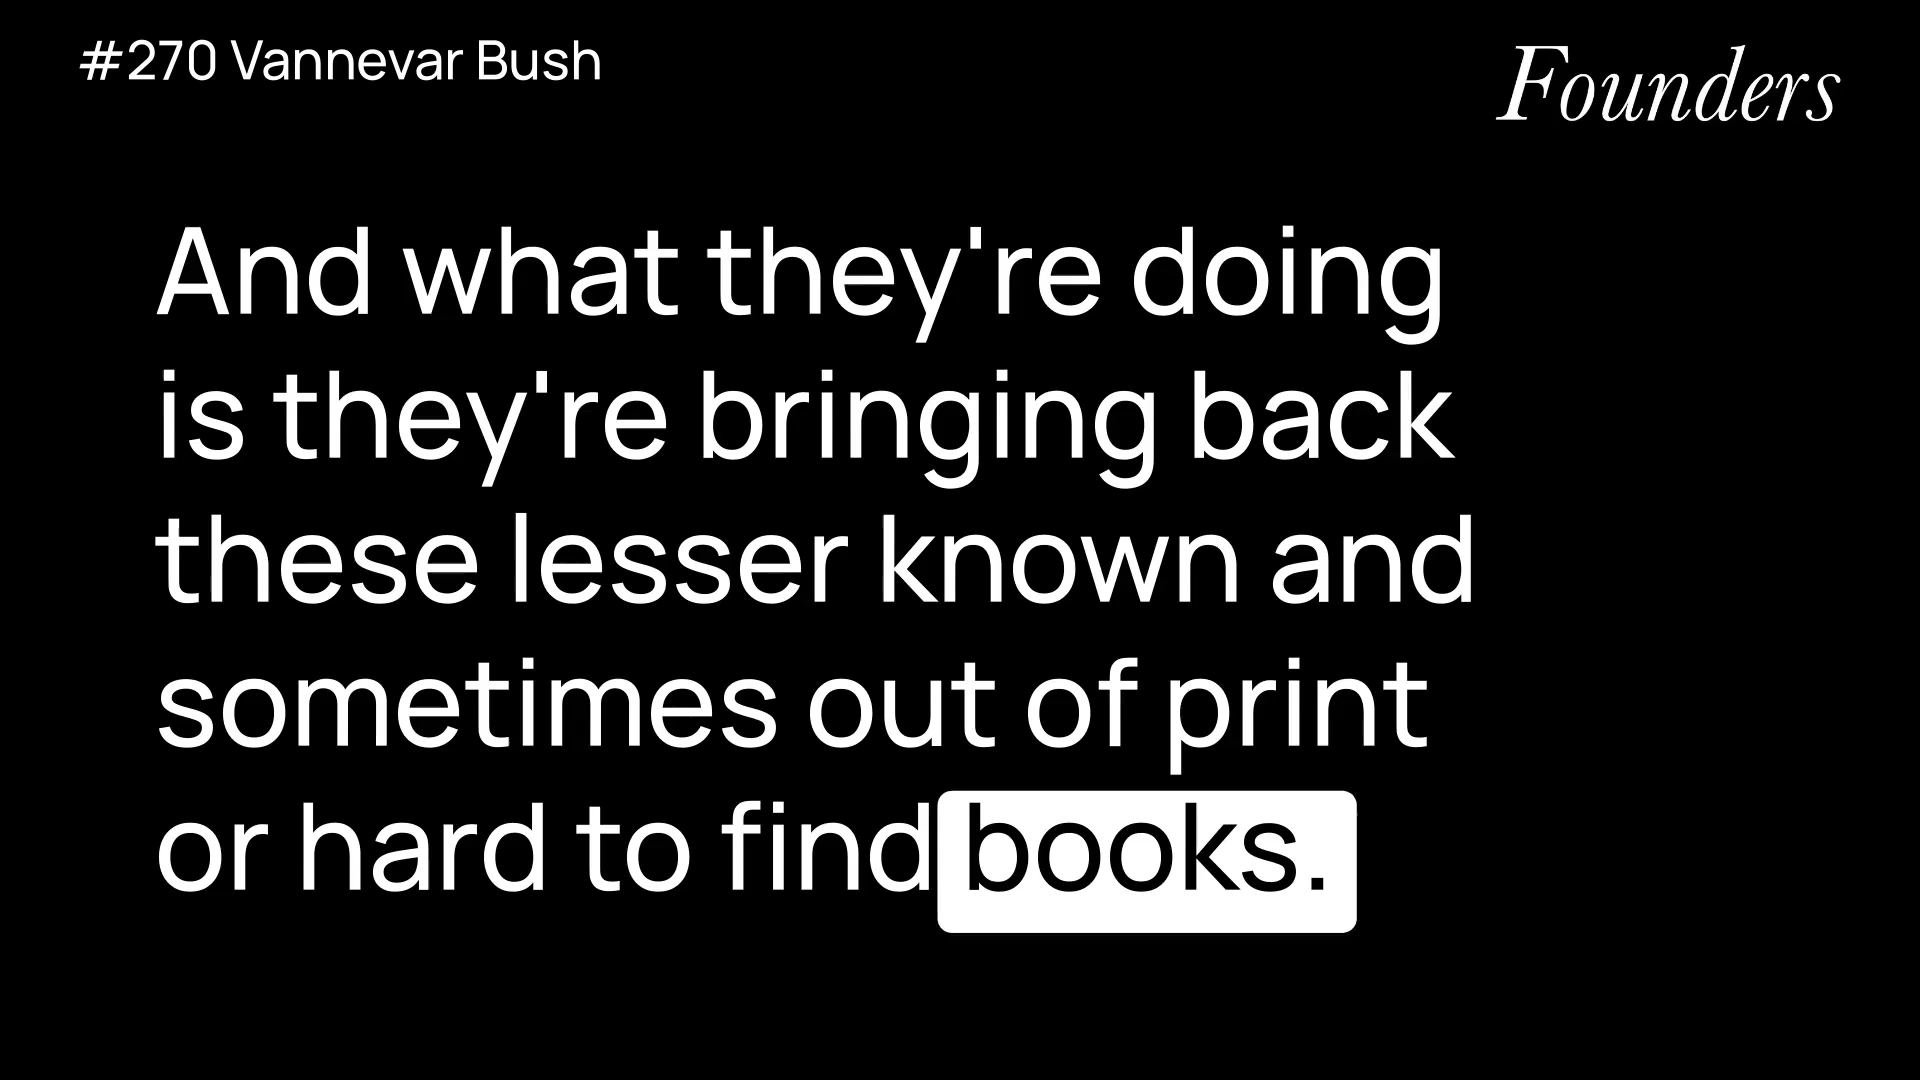 #270 Vannevar Bush
Founders
And what they're doing
is they're bringing back
these lesser known and
sometimes out of print
or hard to find books.